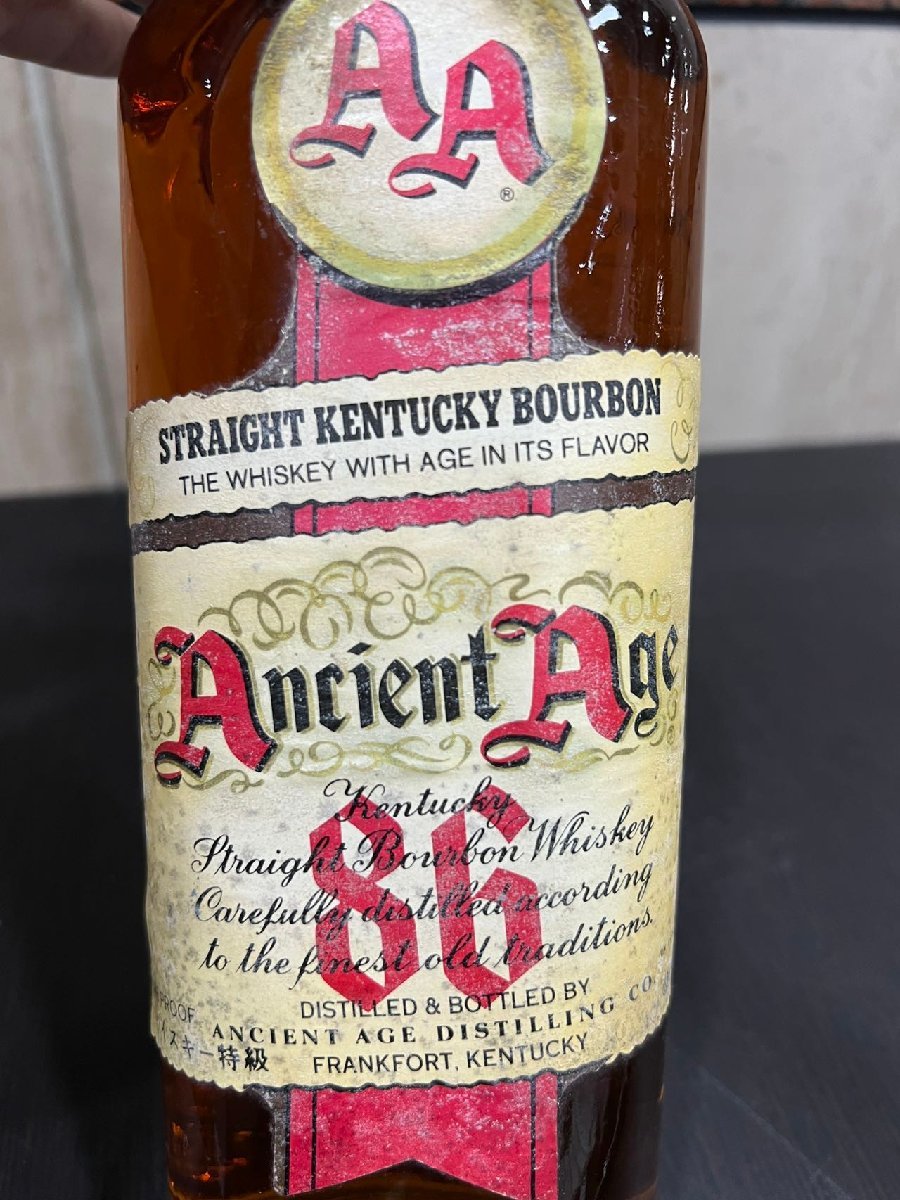 AA
®
STRAIGHT KENTUCKY BOURBON
THE WHISKEY WITH AGE IN ITS FLAVOR
Ancient Age
86
Kentucky
Straight Bourbon Whiskey
Carefully distilled according
to the finest old traditions.
DISTILLED & BOTTLED BY
PROOF ANCIENT AGE DISTILLING CO.
スキー特級 FRANKFORT, KENTUCKY